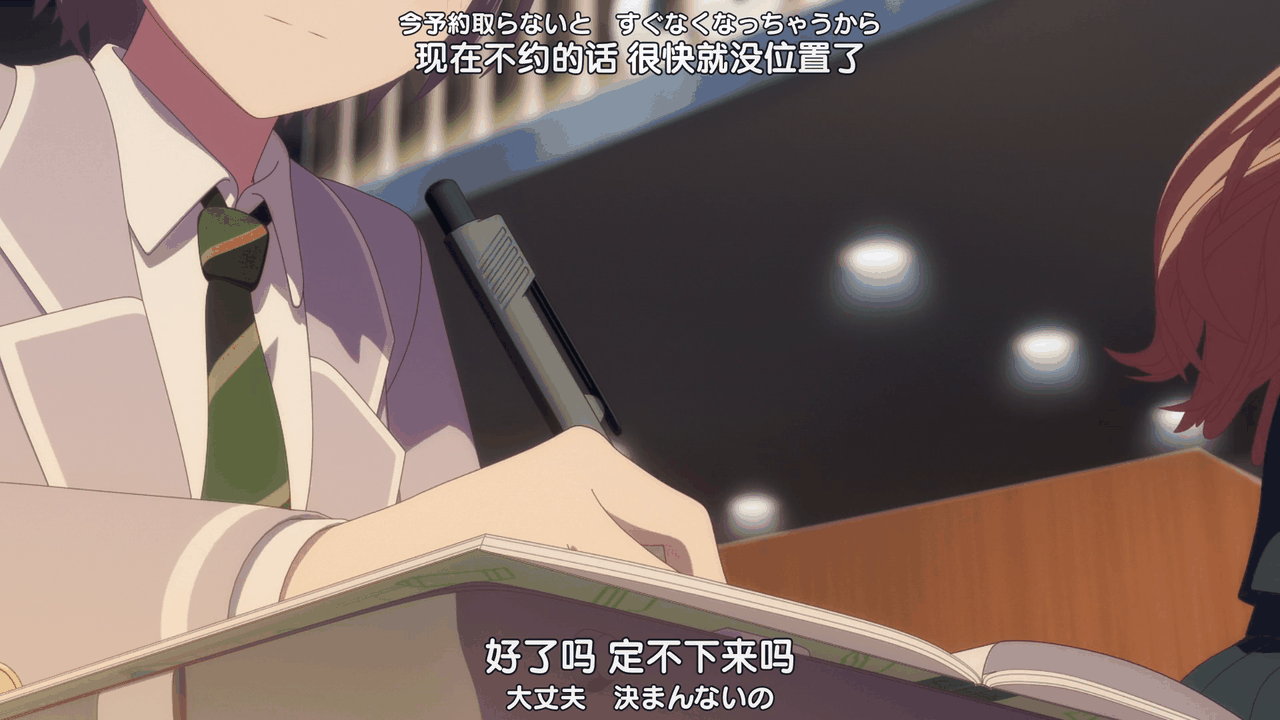 今予約取らないと　すぐなくなっちゃうから
现在不约的话 很快就没位置了
好了吗 定不下来吗
大丈夫　決まんないの